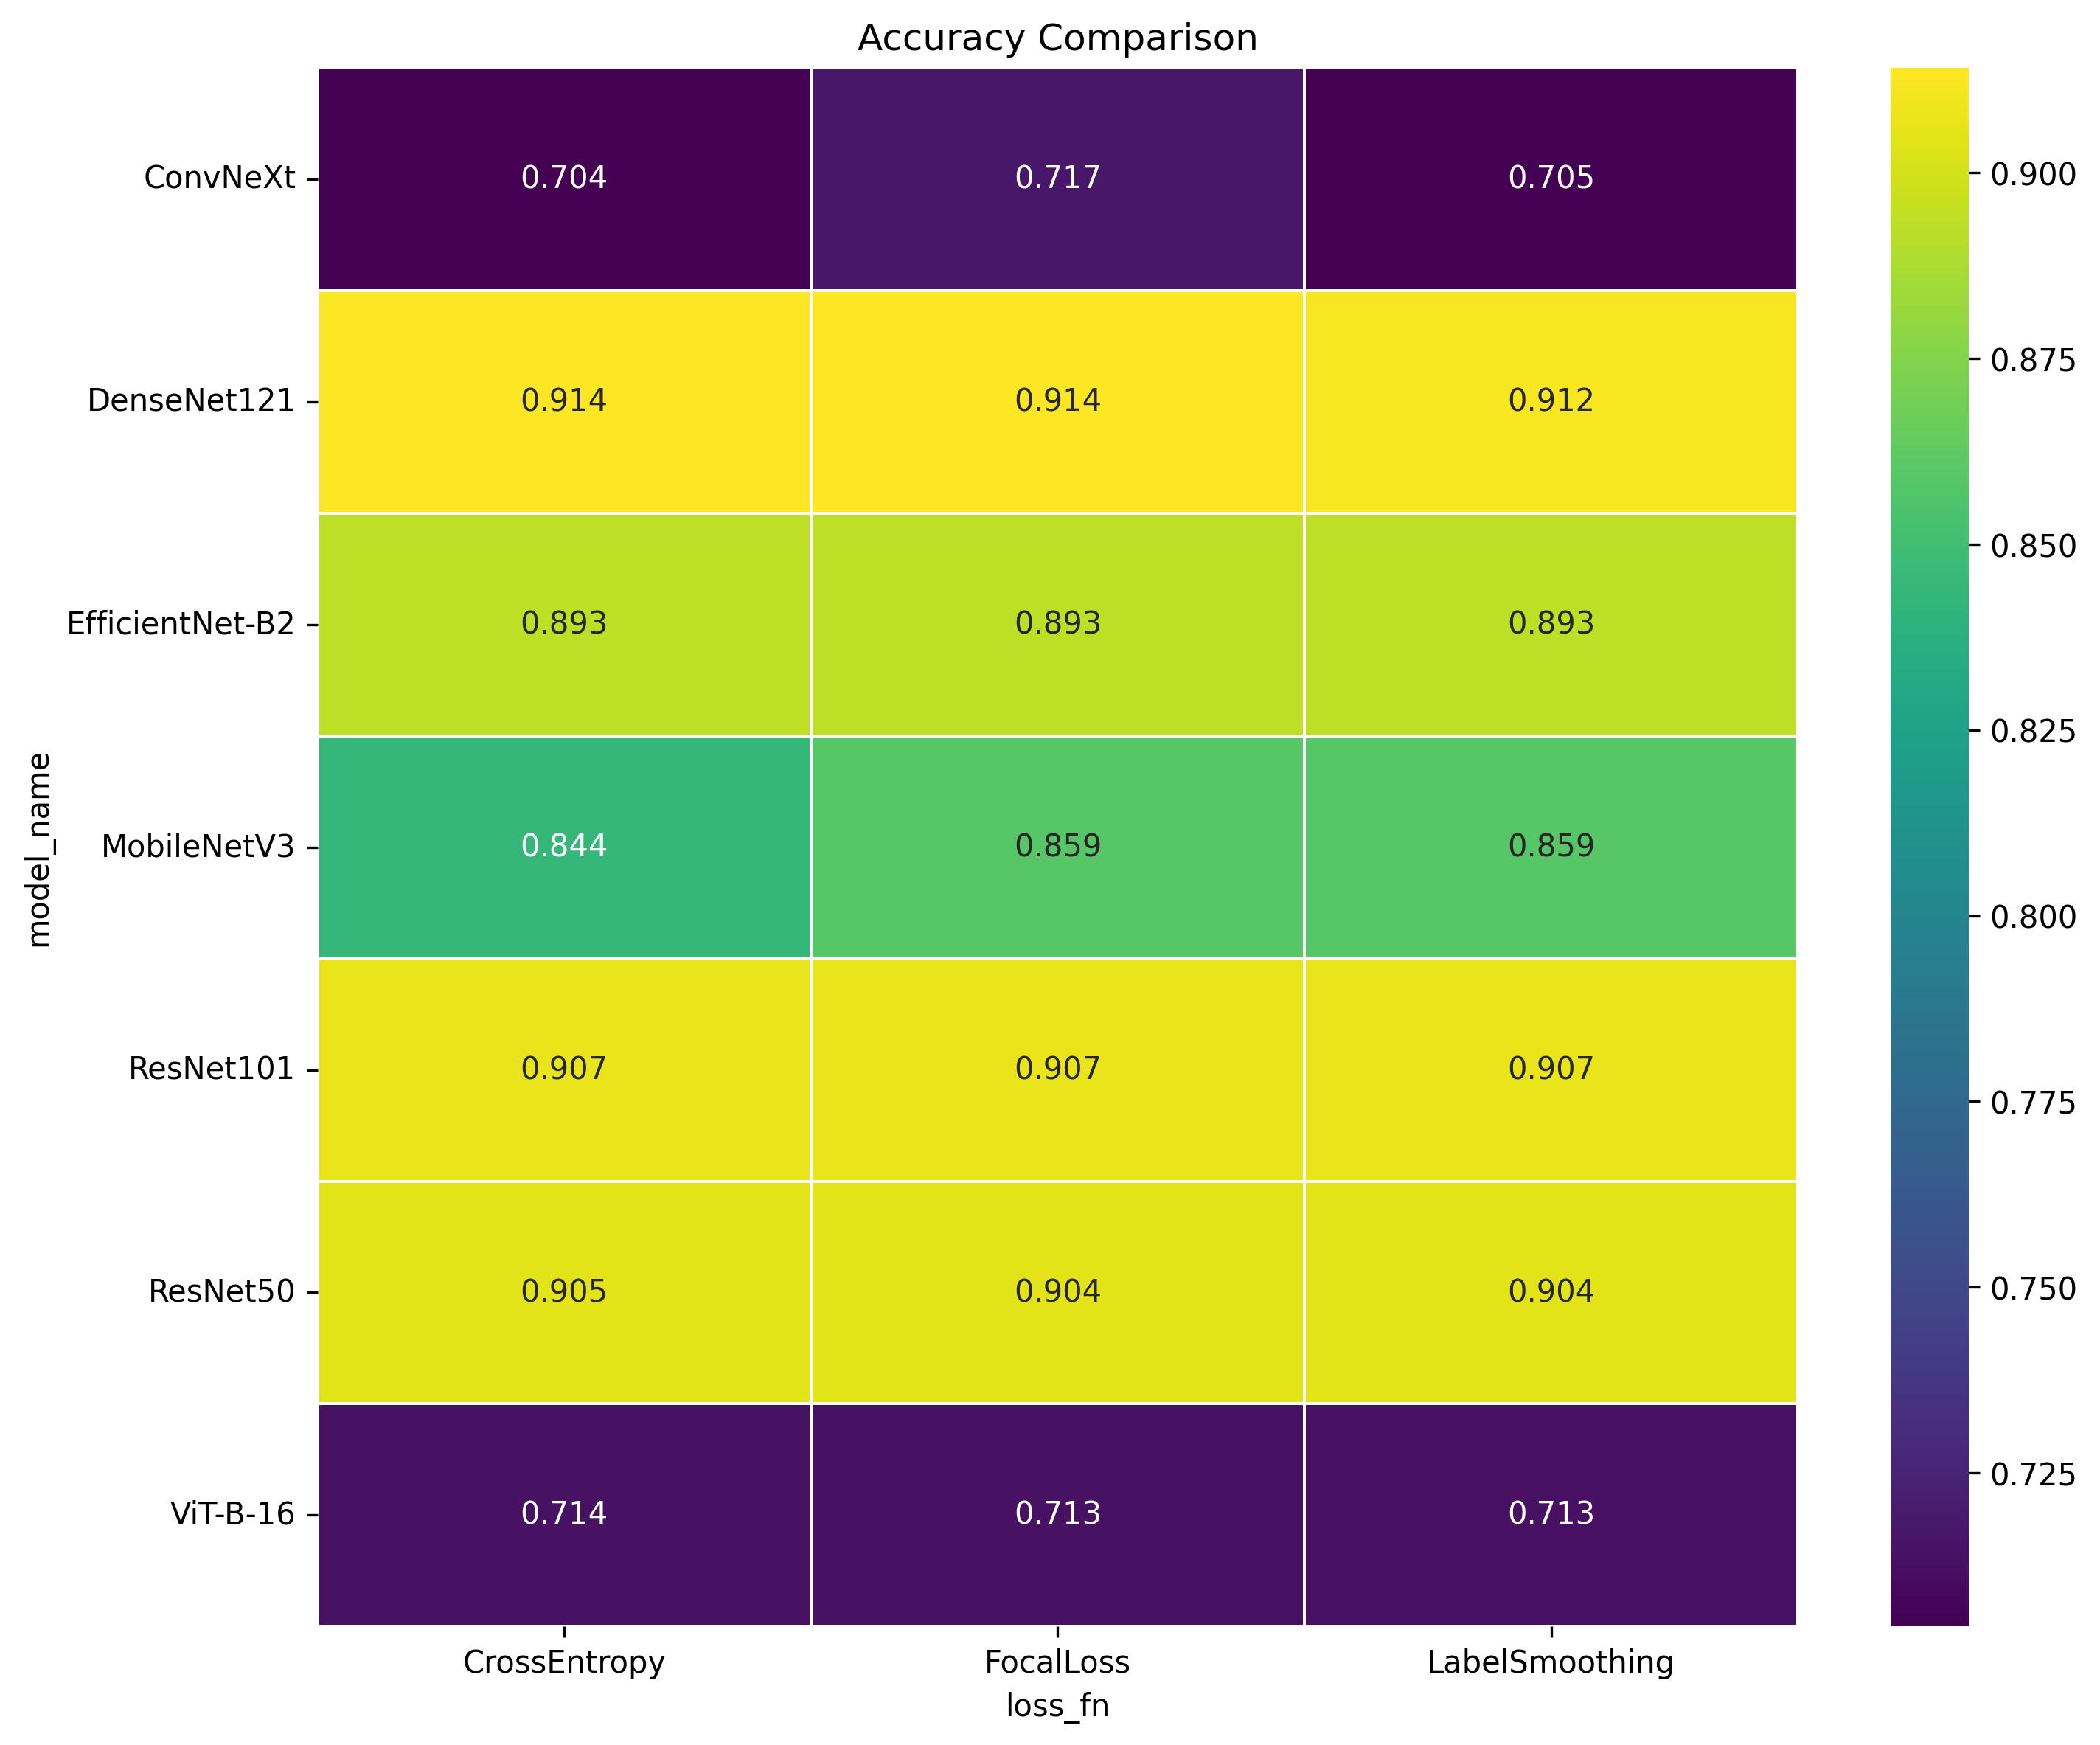 Accuracy Comparison
model_name
ConvNeXt 0.704 0.717 0.705
DenseNet121 0.914 0.914 0.912
EfficientNet-B2 0.893 0.893 0.893
MobileNetV3 0.844 0.859 0.859
ResNet101 0.907 0.907 0.907
ResNet50 0.905 0.904 0.904
ViT-B-16 0.714 0.713 0.713
CrossEntropy FocalLoss LabelSmoothing
loss_fn
0.900
0.875
0.850
0.825
0.800
0.775
0.750
0.725